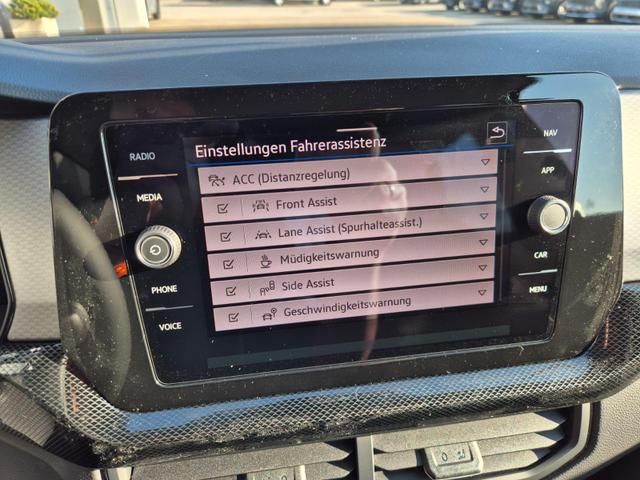 Einstellungen Fahrerassistenz
ACC (Distanzregelung)
Front Assist
Lane Assist (Spurhalteassist.)
Müdigkeitswarnung
Side Assist
Geschwindigkeitswarnung
RADIO
MEDIA
PHONE
VOICE
NAV
APP
CAR
MENU